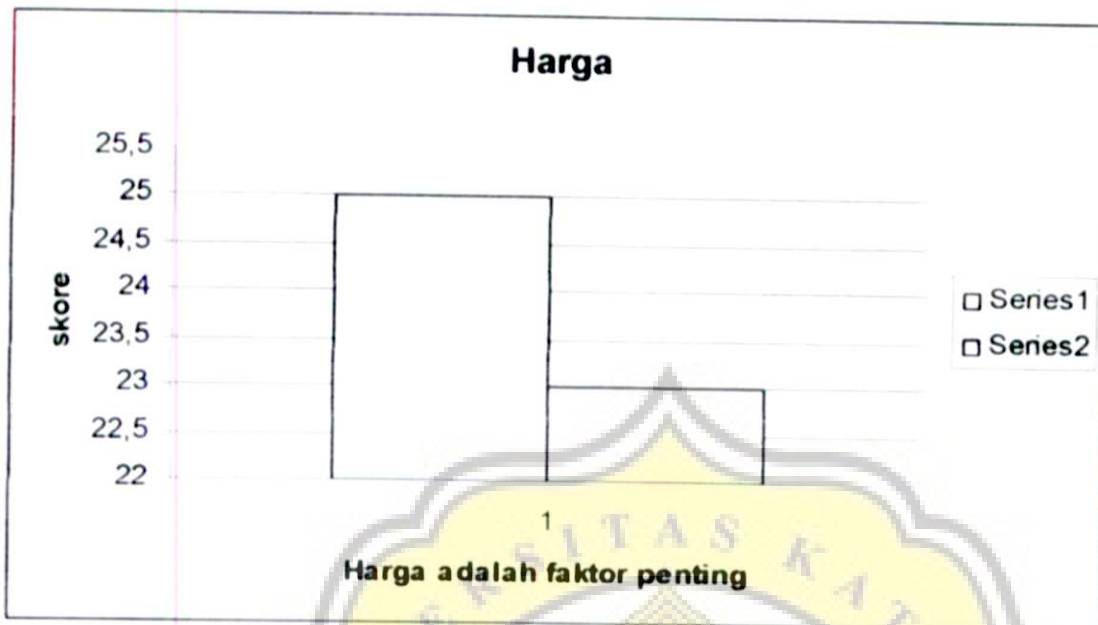 Harga
25,5
25
24,5
24
23,5
23
22,5
22
skore
1
Harga adalah faktor penting
Series1
Series2